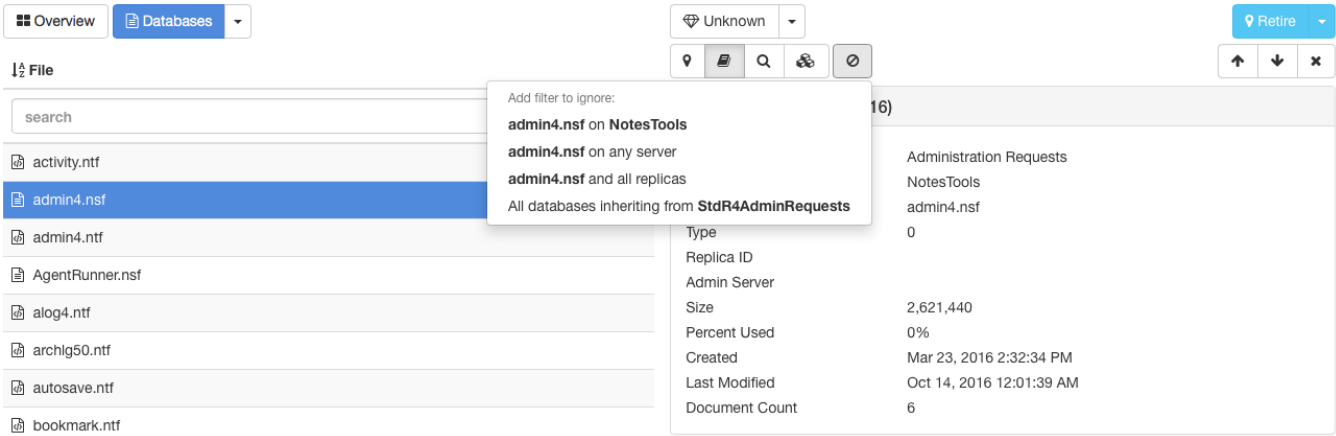 Overview
Databases
Unknown
Retire
File
search
activity.ntf
admin4.nsf
admin4.ntf
AgentRunner.nsf
alog4.ntf
archlg50.ntf
autosave.ntf
bookmark.ntf
Add filter to ignore:
admin4.nsf on NotesTools
admin4.nsf on any server
admin4.nsf and all replicas
All databases inheriting from StdR4AdminRequests
16)
Administration Requests
NotesTools
admin4.nsf
Type 0
Replica ID
Admin Server
Size 2,621,440
Percent Used 0%
Created Mar 23, 2016 2:32:34 PM
Last Modified Oct 14, 2016 12:01:39 AM
Document Count 6